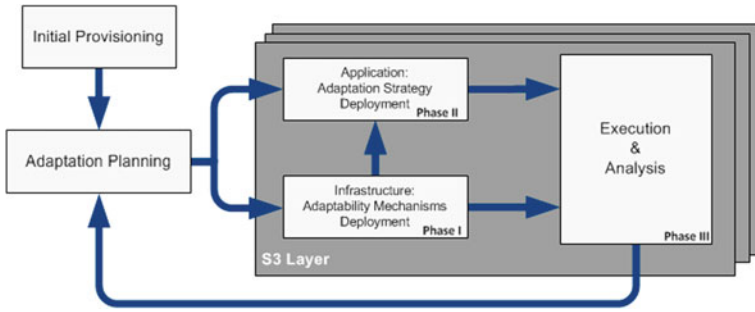 Initial Provisioning
Adaptation Planning
Application:
Adaptation Strategy
Deployment
Phase II
Infrastructure:
Adaptability Mechanisms
Deployment
Phase I
Execution
&
Analysis
Phase III
S3 Layer